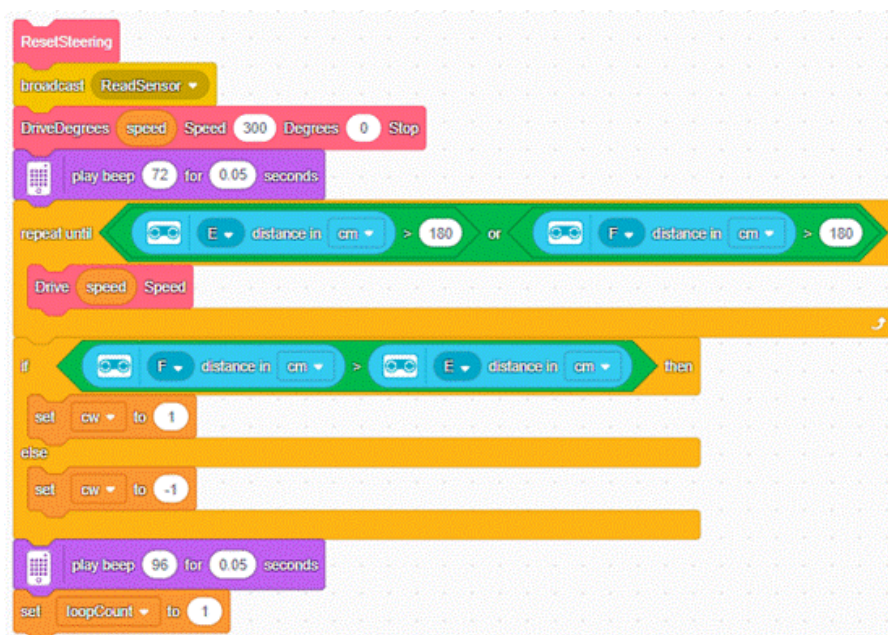 ResetSteering
broadcast ReadSensor
DriveDegrees speed Speed 300 Degrees 0 Stop
play beep 72 for 0.05 seconds
repeat until E distance in cm > 180 or F distance in cm > 180
Drive speed Speed
if F distance in cm > E distance in cm then
set cw to 1
else
set cw to -1
play beep 96 for 0.05 seconds
set loopCount to 1